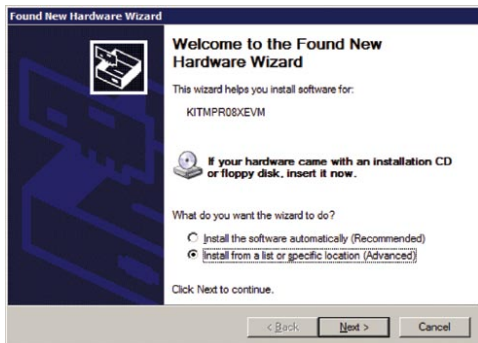 Found New Hardware Wizard
Welcome to the Found New
Hardware Wizard
This wizard helps you install software for:
KITMPR08XEVM
If your hardware came with an installation CD
or floppy disk, insert it now.
What do you want the wizard to do?
Install the software automatically (Recommended)
Install from a list or specific location (Advanced)
Click Next to continue.
< Back
Next >
Cancel